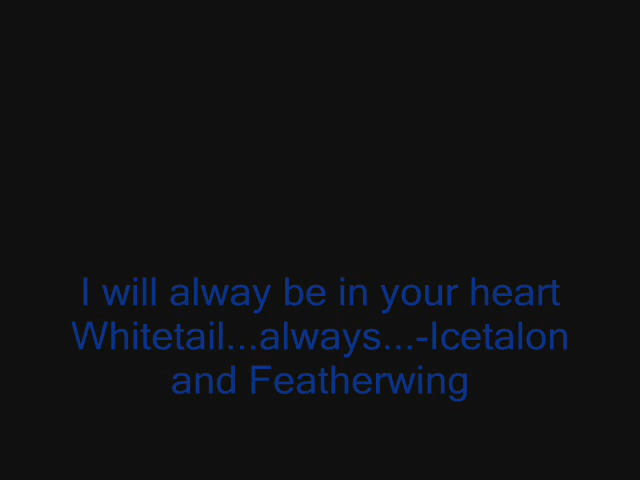 I will alway be in your heart
Whitetail...always...-Icetalon
and Featherwing